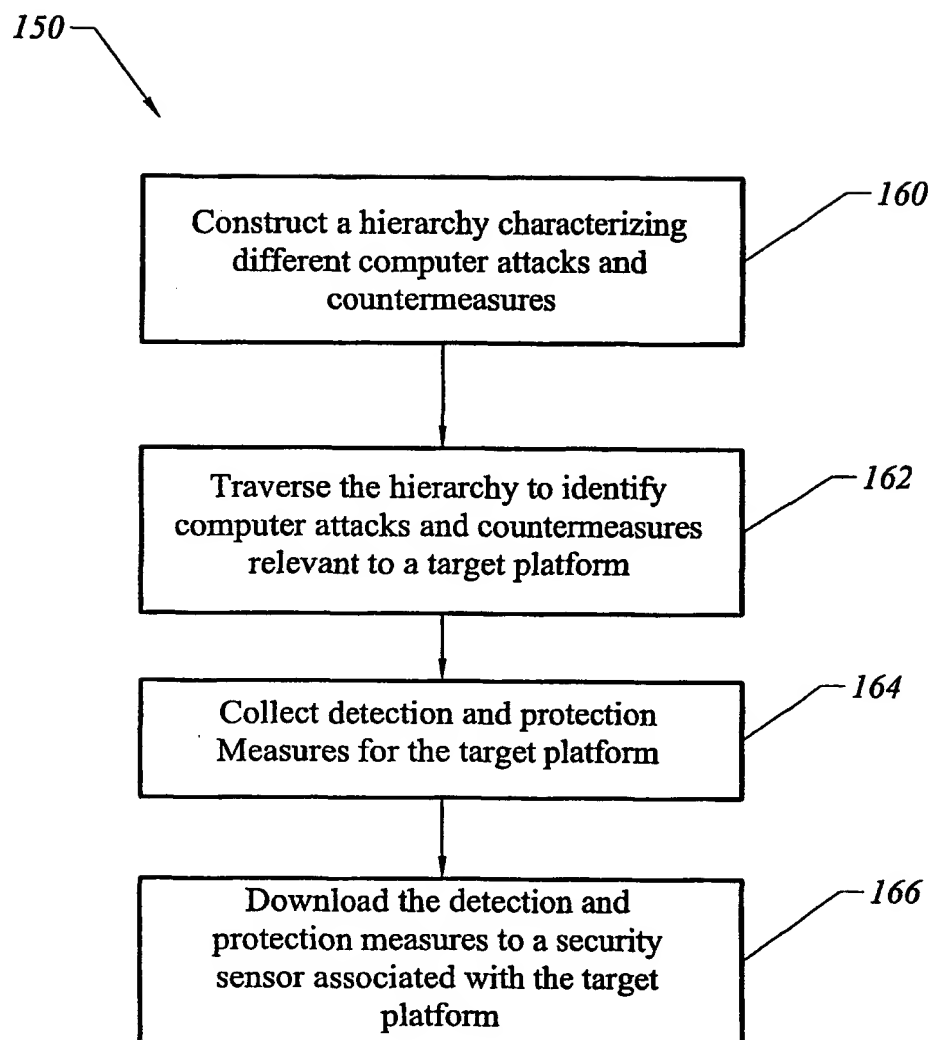 150
Construct a hierarchy characterizing
different computer attacks and
countermeasures
160
Traverse the hierarchy to identify
computer attacks and countermeasures
relevant to a target platform
162
Collect detection and protection
Measures for the target platform
164
Download the detection and
protection measures to a security
sensor associated with the target
platform
166